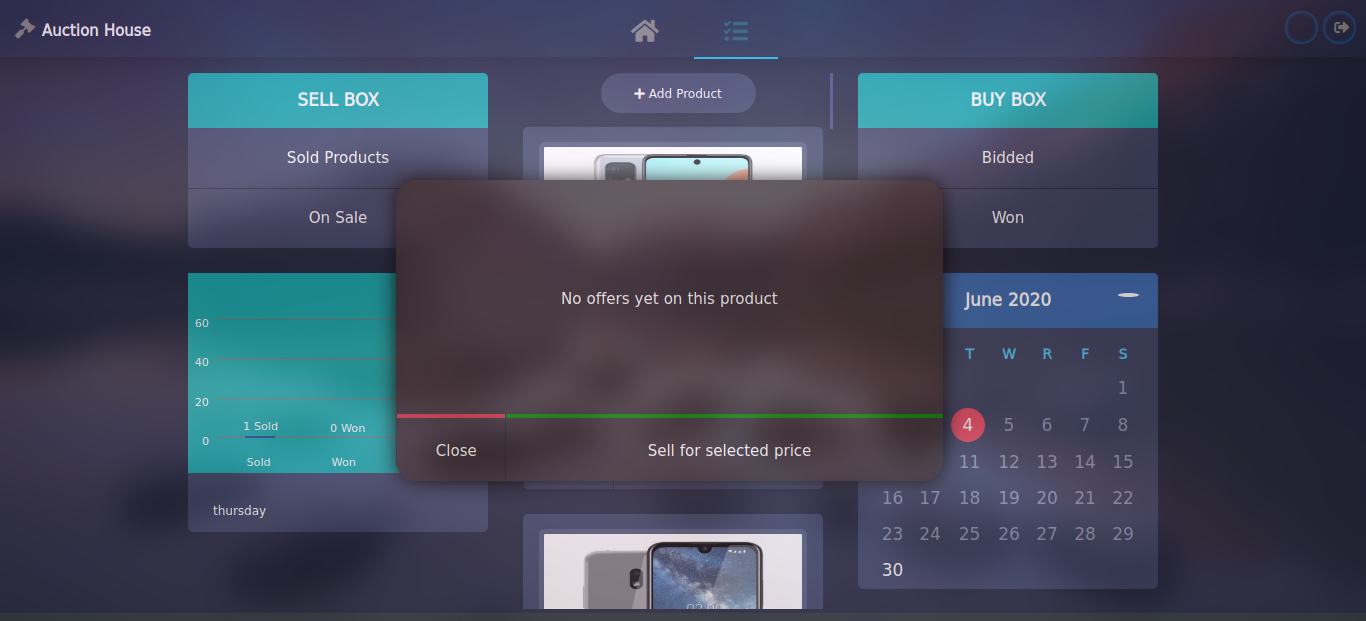 Auction House
SELL BOX
Sold Products
On Sale
60
40
20
0
1 Sold
0 Won
Sold
Won
thursday
Add Product
No offers yet on this product
Close
Sell for selected price
02:00
BUY BOX
Bidded
Won
June 2020
T W R F S
1
4 5 6 7 8
11 12 13 14 15
16 17 18 19 20 21 22
23 24 25 26 27 28 29
30